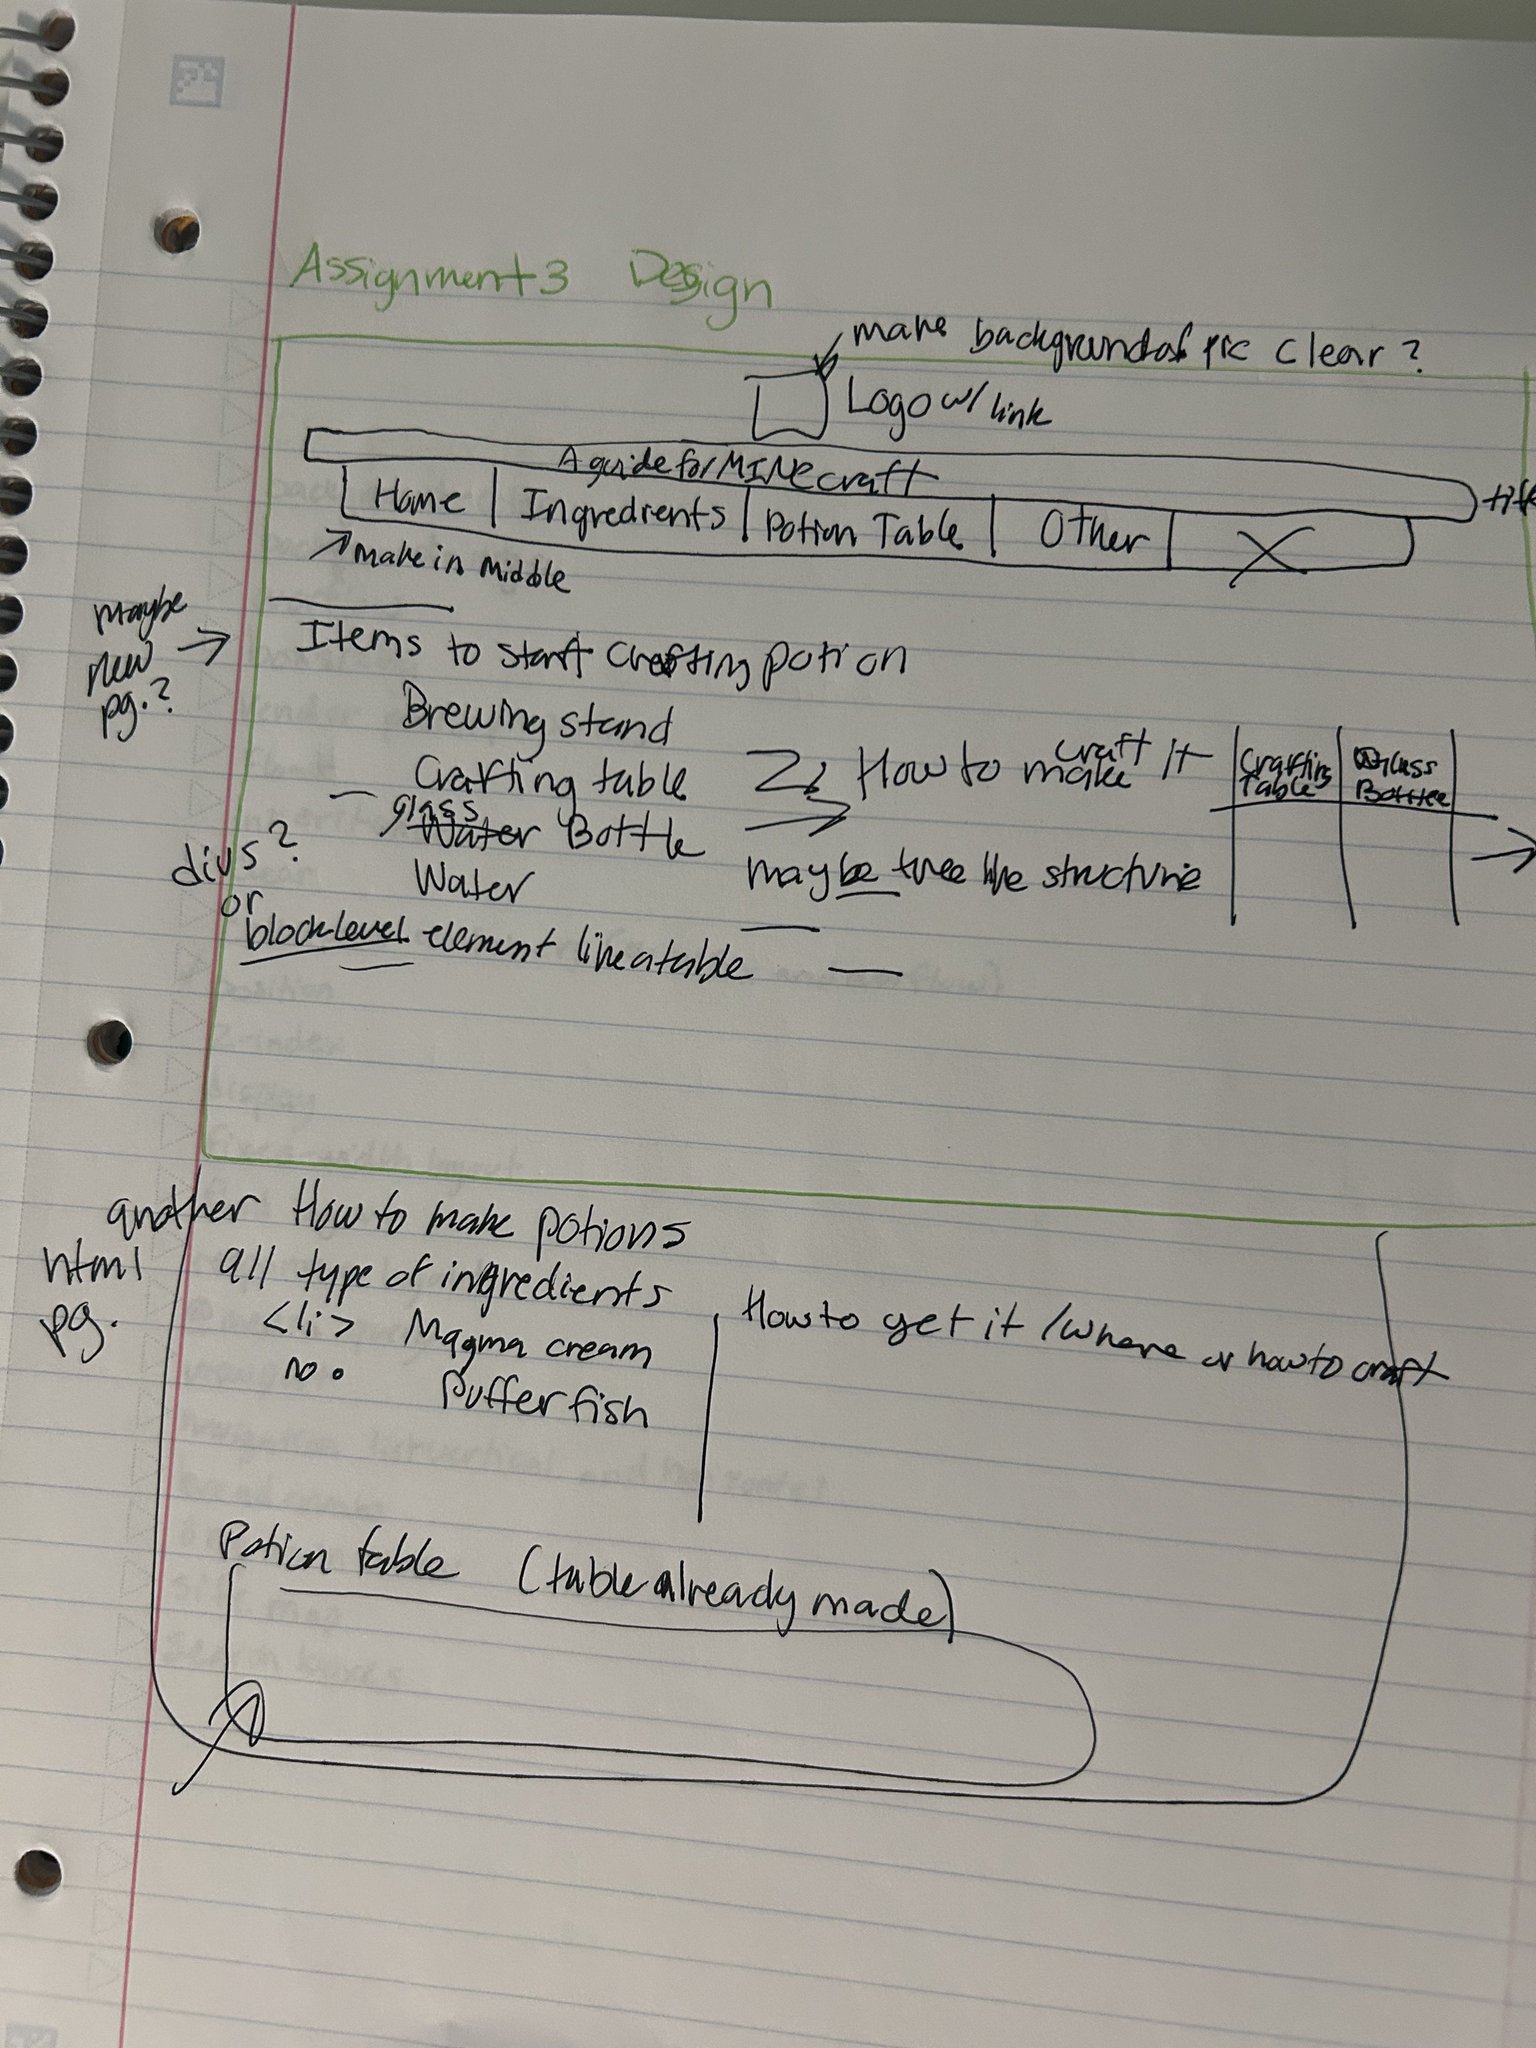 Assignment 3 Design
make background of pic clear?
Logo w/ link
A guide for MINEcraft
Home Ingredients Potion Table Other
make in middle
maybe new pg.?
Items to start crafting potion
Brewing stand
Crafting table
glass
Water Bottle
Water
How to make it
craft
Crafting Table
Glass Bottle
maybe tree like structure
divs?
or
block-level element like a table
another html pg.
How to make potions
all type of ingredients
<li> Magma cream
no. Puffer fish
How to get it / where or how to craft
Potion table (table already made)